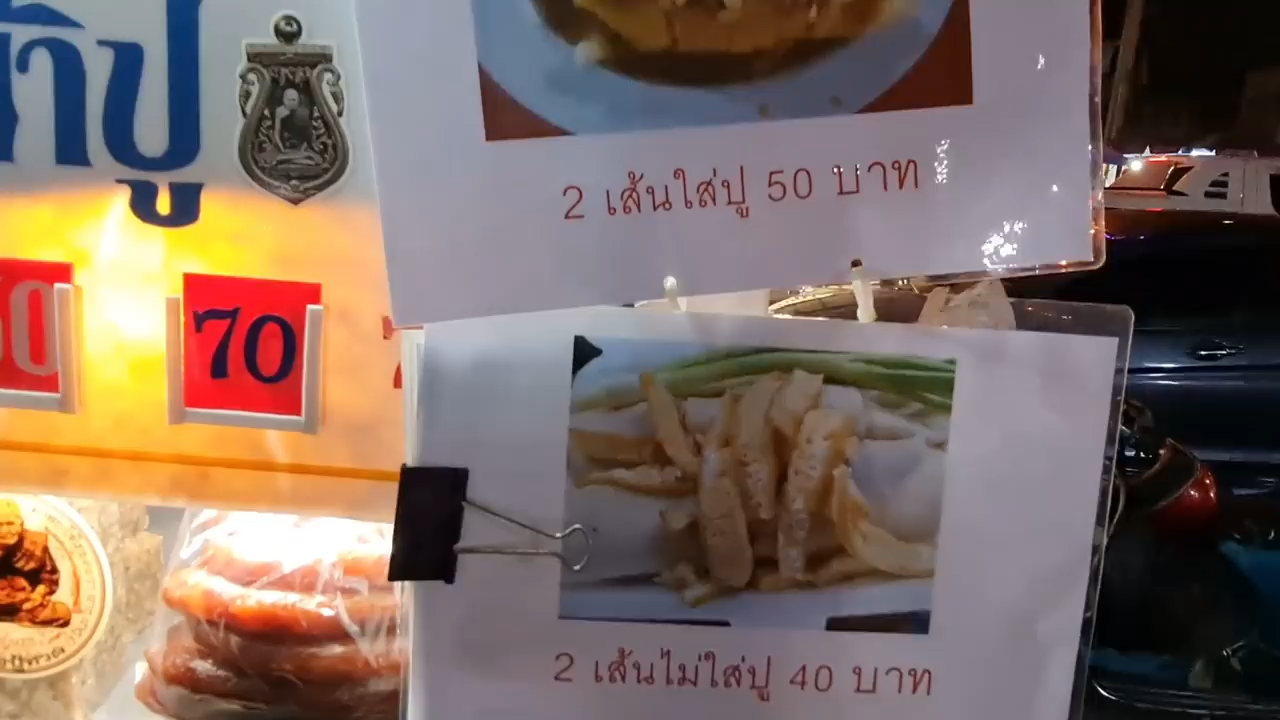 ปู
2 เส้นใส่ปู 50 บาท
70
2 เส้นไม่ใส่ปู 40 บาท